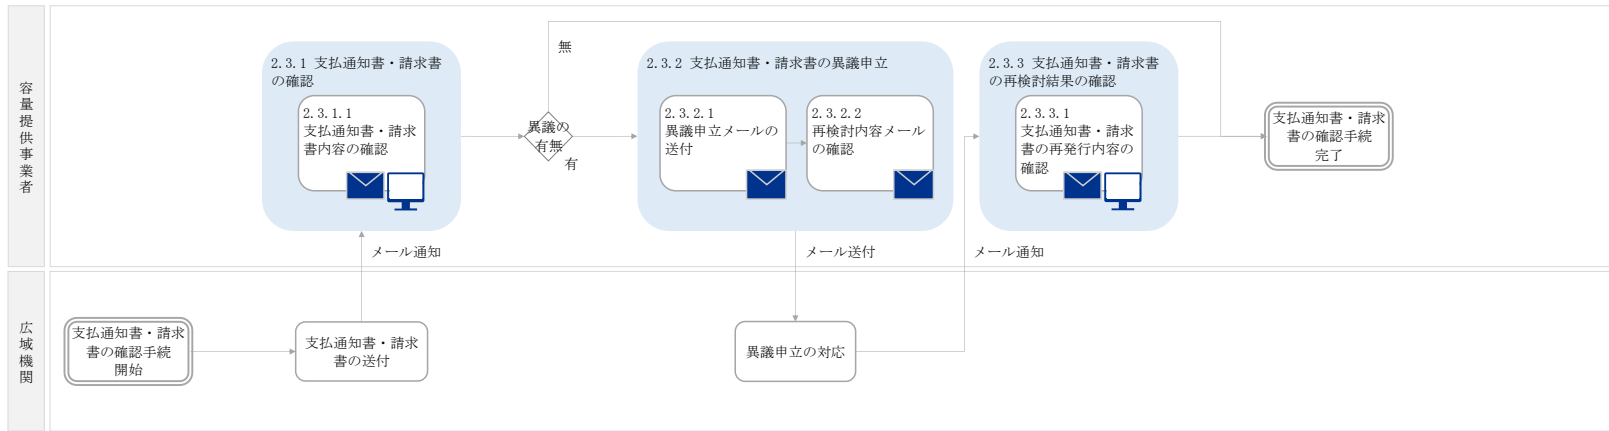 容量提供事業者
無
2.3.1 支払通知書・請求書
の確認
2.3.1.1
支払通知書・請求
書内容の確認
異議の
有無
有
2.3.2 支払通知書・請求書の異議申立
2.3.2.1
異議申立メールの
送付
2.3.2.2
再検討内容メール
の確認
2.3.3 支払通知書・請求書
の再検討結果の確認
2.3.3.1
支払通知書・請求
書の再発行内容の
確認
支払通知書・請求
書の確認手続
完了
メール通知
メール送付
メール通知
広域機関
支払通知書・請求
書の確認手続
開始
支払通知書・請求
書の送付
異議申立の対応